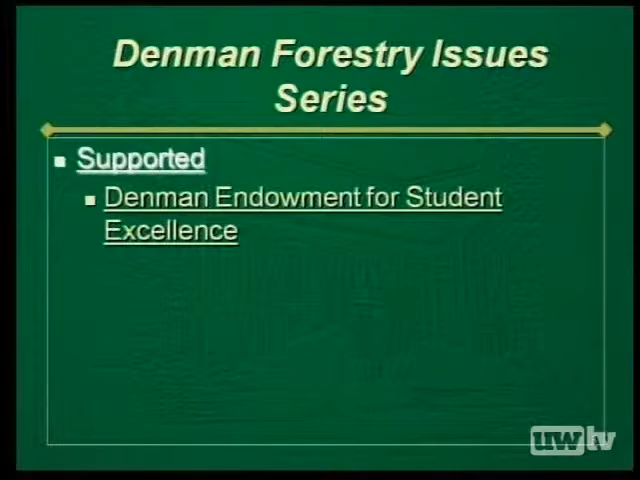 Denman Forestry Issues
Series
Supported
Denman Endowment for Student
Excellence
uwtv